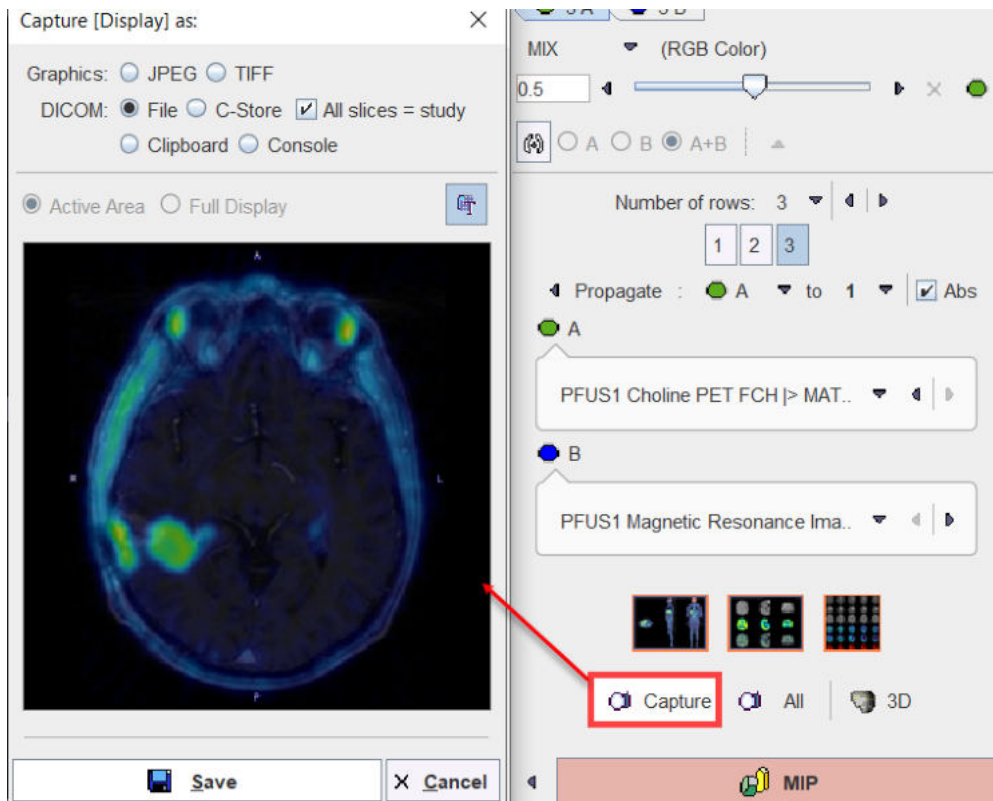 Capture [Display] as:
Graphics: JPEG TIFF
DICOM: File C-Store All slices = study
Clipboard Console
Active Area Full Display
A
L
P
Save
Cancel
3 A 3 D
MIX (RGB Color)
0.5
A B A+B
Number of rows: 3
1 2 3
Propagate : A to 1 Abs
A
PFUS1 Choline PET FCH |> MAT..
B
PFUS1 Magnetic Resonance Ima..
Capture All 3D
MIP